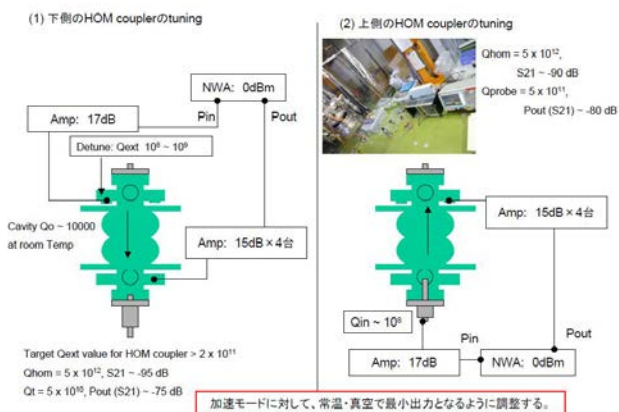 (1) 下側のHOM couplerのtuning
NWA: 0dBm
Pin
Pout
Amp: 17dB
Detune: Qext 10⁸ ~ 10⁹
Cavity Qo ~ 10000
at room Temp
Amp: 15dB×4台
Target Qext value for HOM coupler > 2 x 10¹¹
Qhom = 5 x 10¹², S21 ~ -95 dB
Qt = 5 x 10¹⁰, Pout (S21) ~ -75 dB
(2) 上側のHOM couplerのtuning
Qhom = 5 x 10¹²,
S21 ~ -90 dB
Qprobe = 5 x 10¹¹,
Pout (S21) ~ -80 dB
Amp: 15dB×4台
Qin ~ 10⁸
Pin
Pout
Amp: 17dB
NWA: 0dBm
加速モードに対して、常温・真空で最小出力となるように調整する。